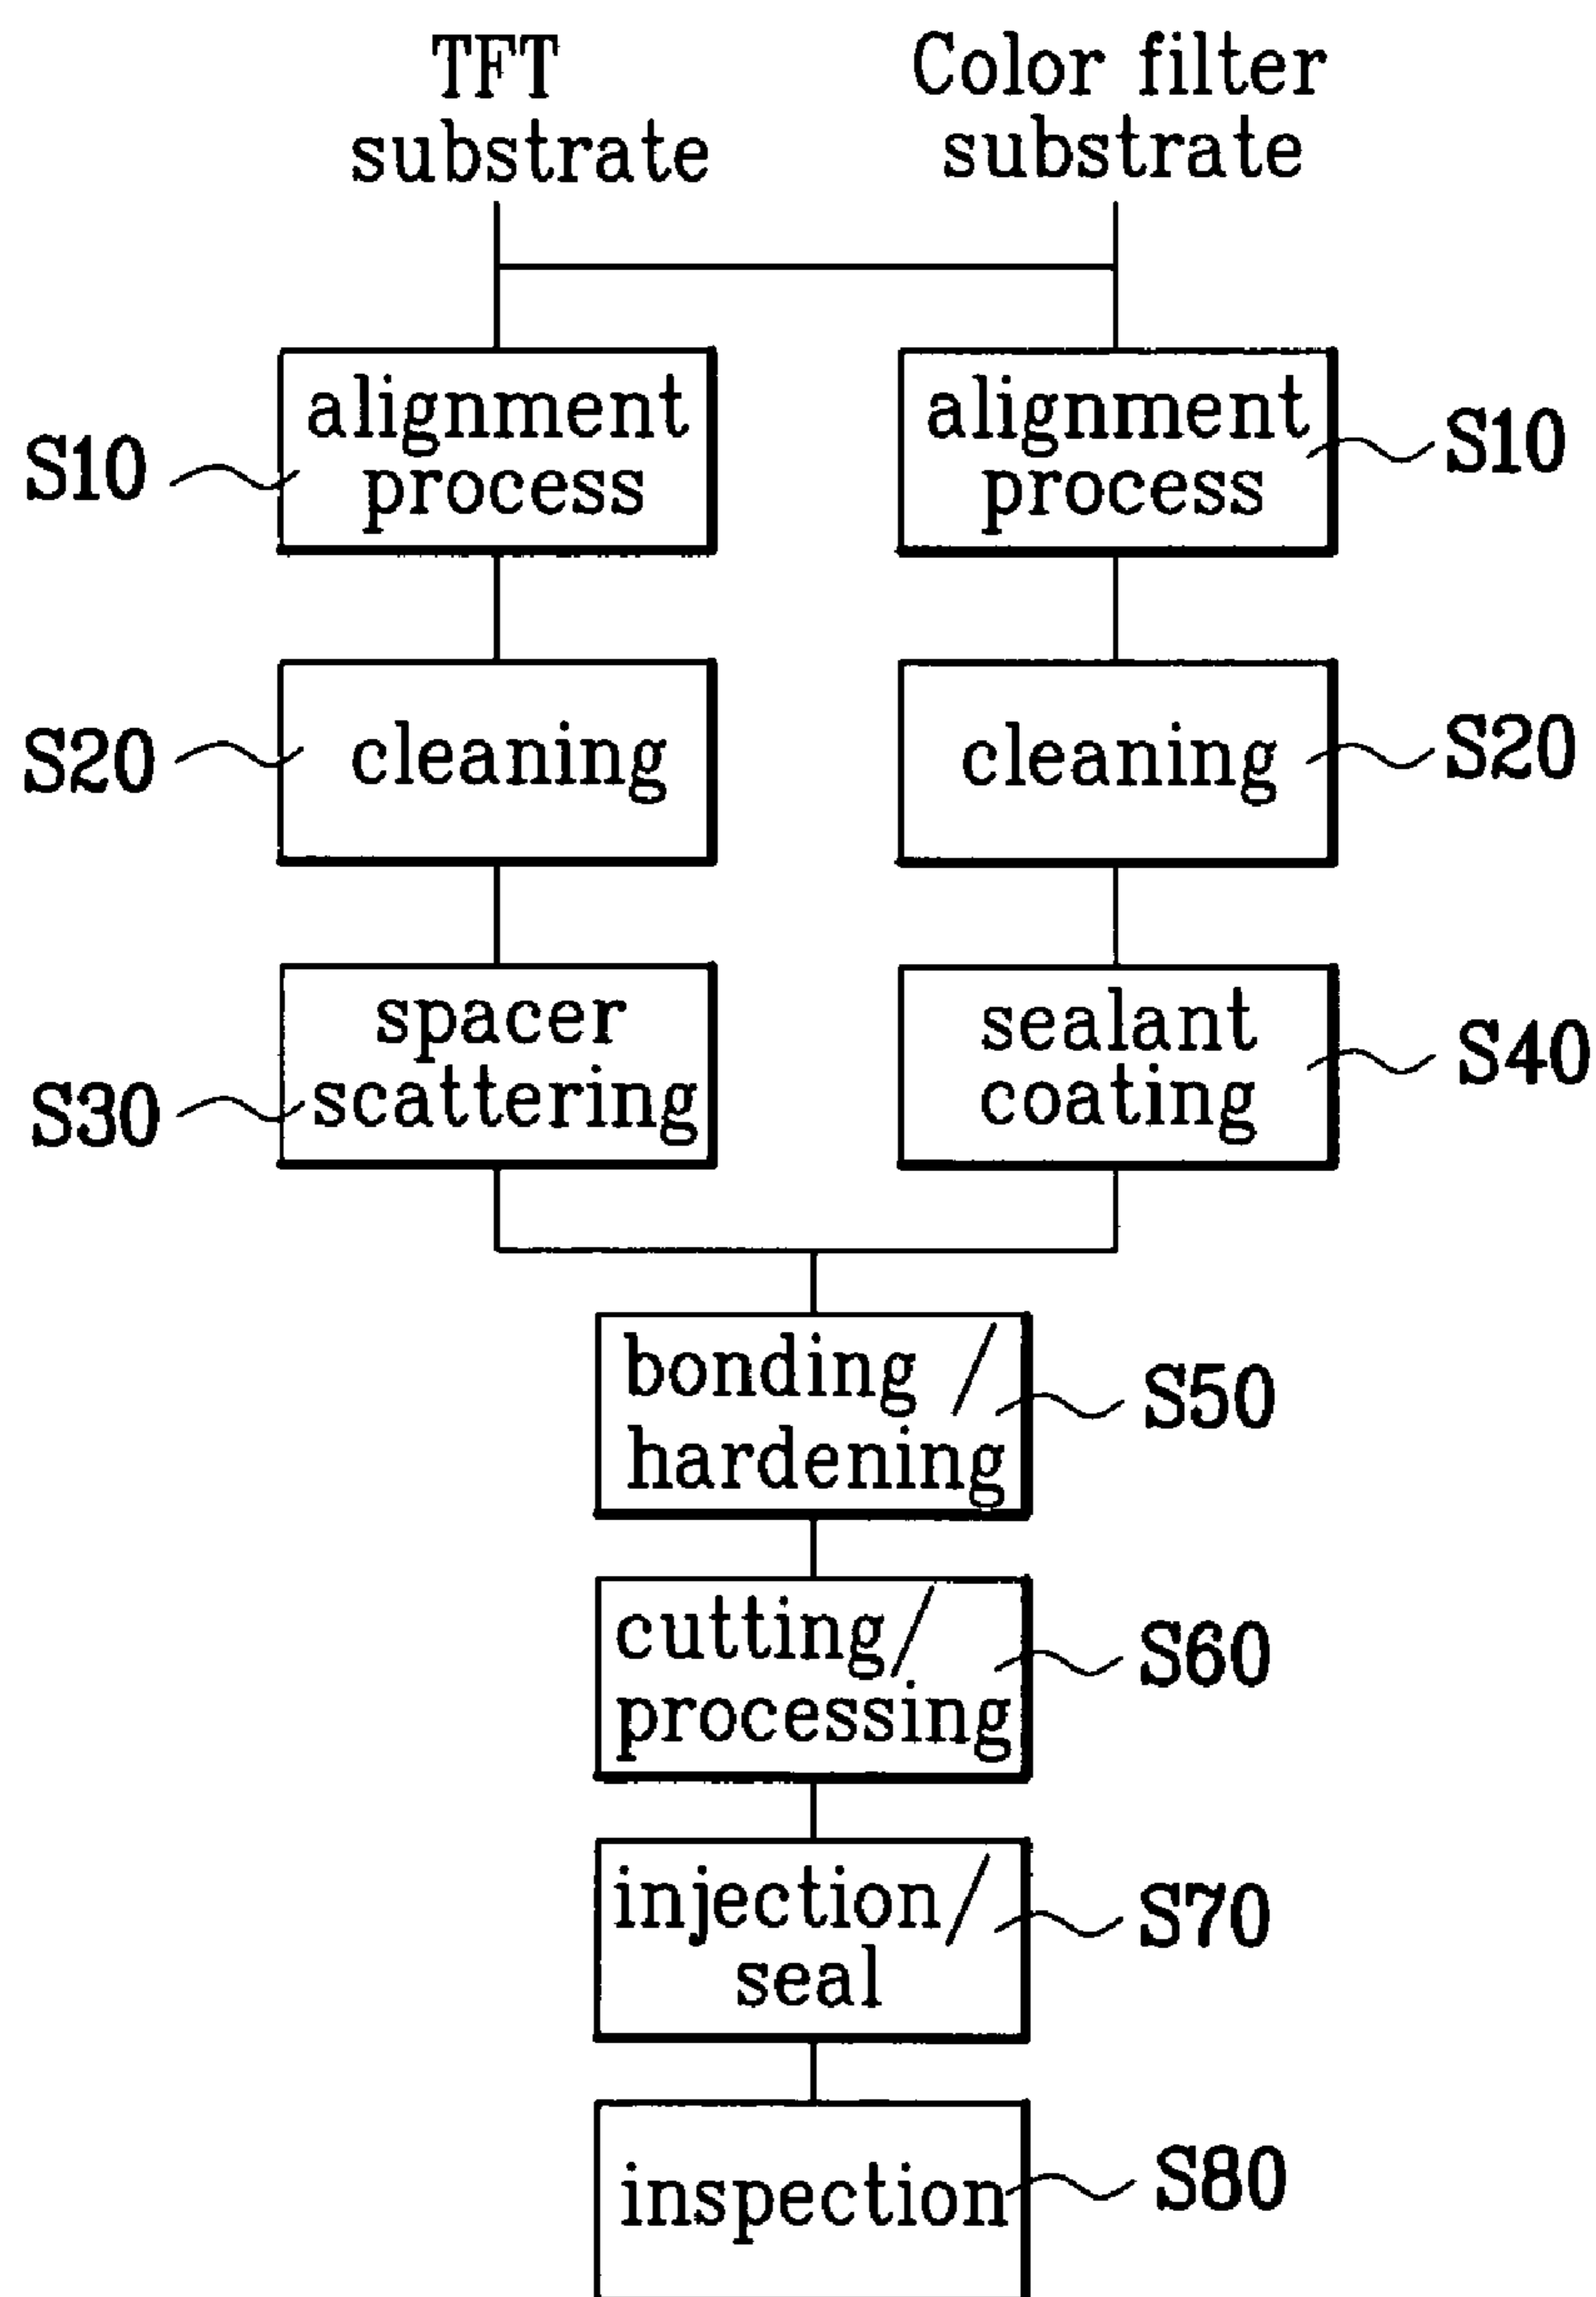 TFT
substrate
Color filter
substrate
S10
alignment
process
alignment
process
S10
S20
cleaning
cleaning
S20
spacer
scattering
S30
sealant
coating
S40
bonding /
hardening
S50
cutting/
processing
S60
injection/
seal
S70
inspection
S80